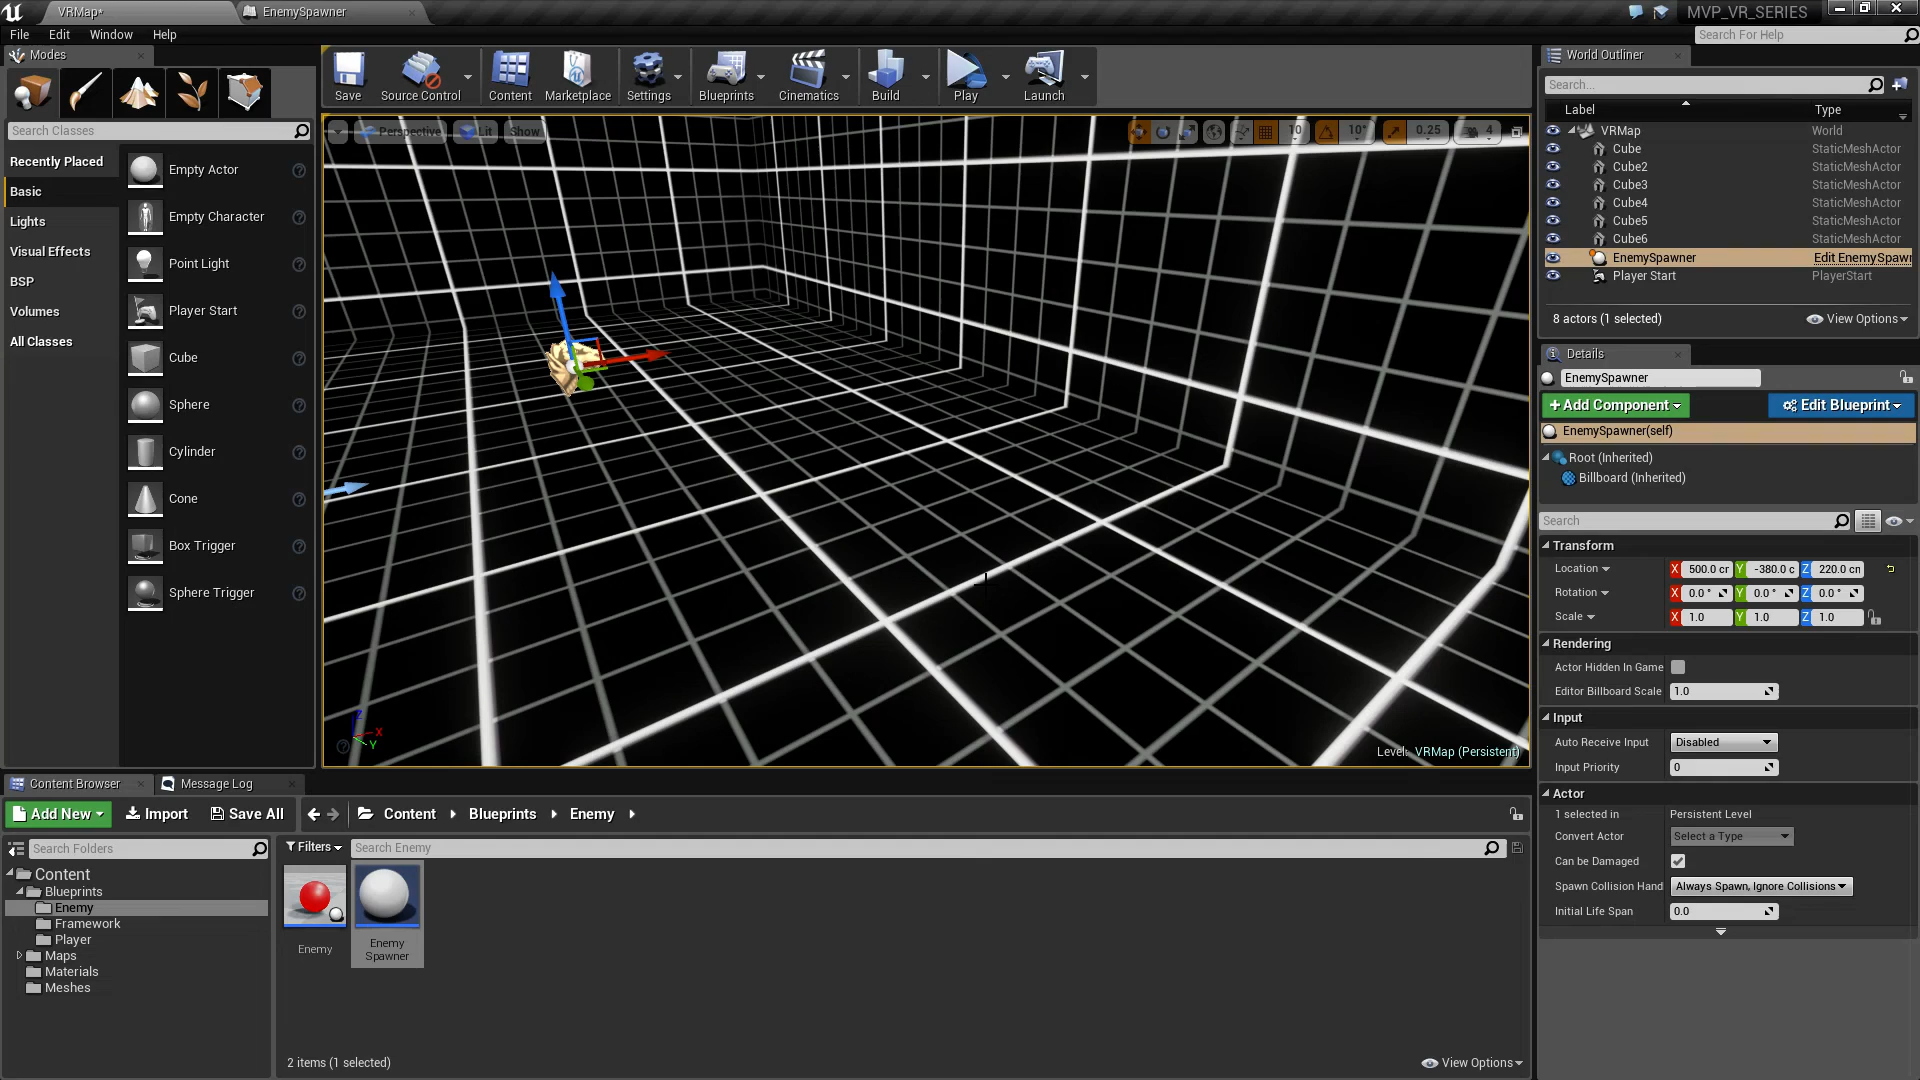 VRMap*
EnemySpawner
MVP_VR_SERIES
File Edit Window Help
Search For Help
Modes
Save
Source Control
Content
Marketplace
Settings
Blueprints
Cinematics
Build
Play
Launch
Search Classes
Recently Placed
Basic
Lights
Visual Effects
BSP
Volumes
All Classes
Empty Actor
Empty Character
Point Light
Player Start
Cube
Sphere
Cylinder
Cone
Box Trigger
Sphere Trigger
Perspective Lit Show
10 10° 0.25 4
Z X Y
Level: VRMap (Persistent)
World Outliner
Search...
Label Type
VRMap World
Cube StaticMeshActor
Cube2 StaticMeshActor
Cube3 StaticMeshActor
Cube4 StaticMeshActor
Cube5 StaticMeshActor
Cube6 StaticMeshActor
EnemySpawner Edit EnemySpawn
Player Start PlayerStart
8 actors (1 selected) View Options
Details
EnemySpawner
+Add Component Edit Blueprint
EnemySpawner(self)
Root (Inherited)
Billboard (Inherited)
Search
Transform
Location X 500.0 cm Y -380.0 c Z 220.0 cm
Rotation X 0.0 ° Y 0.0 ° Z 0.0 °
Scale X 1.0 Y 1.0 Z 1.0
Rendering
Actor Hidden In Game
Editor Billboard Scale 1.0
Input
Auto Receive Input Disabled
Input Priority 0
Actor
1 selected in Persistent Level
Convert Actor Select a Type
Can be Damaged
Spawn Collision Hand Always Spawn, Ignore Collisions
Initial Life Span 0.0
Content Browser Message Log
Add New Import Save All Content Blueprints Enemy
Search Folders
Content
Blueprints
Enemy
Framework
Player
Maps
Materials
Meshes
Filters Search Enemy
Enemy
Enemy
Spawner
2 items (1 selected)
View Options